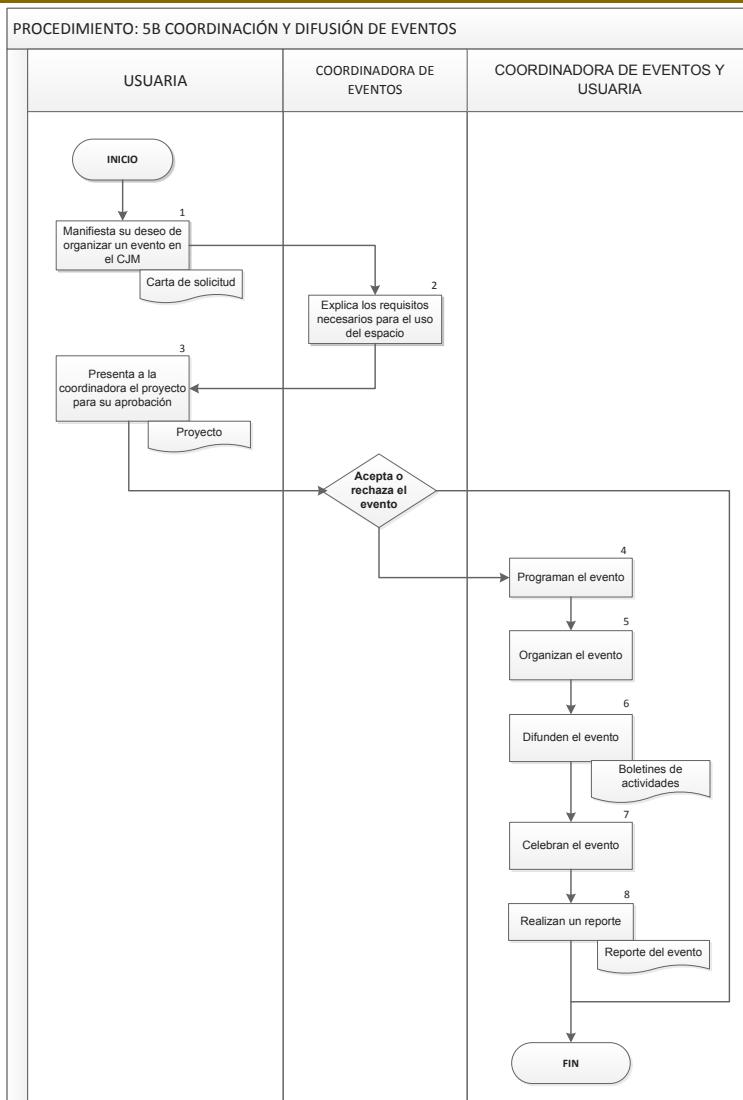 PROCEDIMIENTO: 5B COORDINACIÓN Y DIFUSIÓN DE EVENTOS
USUARIA
COORDINADORA DE
EVENTOS
COORDINADORA DE EVENTOS Y
USUARIA
INICIO
1
Manifiesta su deseo de
organizar un evento en
el CJM
Carta de solicitud
2
Explica los requisitos
necesarios para el uso
del espacio
3
Presenta a la
coordinadora el proyecto
para su aprobación
Proyecto
Acepta o
rechaza el
evento
4
Programan el evento
5
Organizan el evento
6
Difunden el evento
Boletines de
actividades
7
Celebran el evento
8
Realizan un reporte
Reporte del evento
FIN